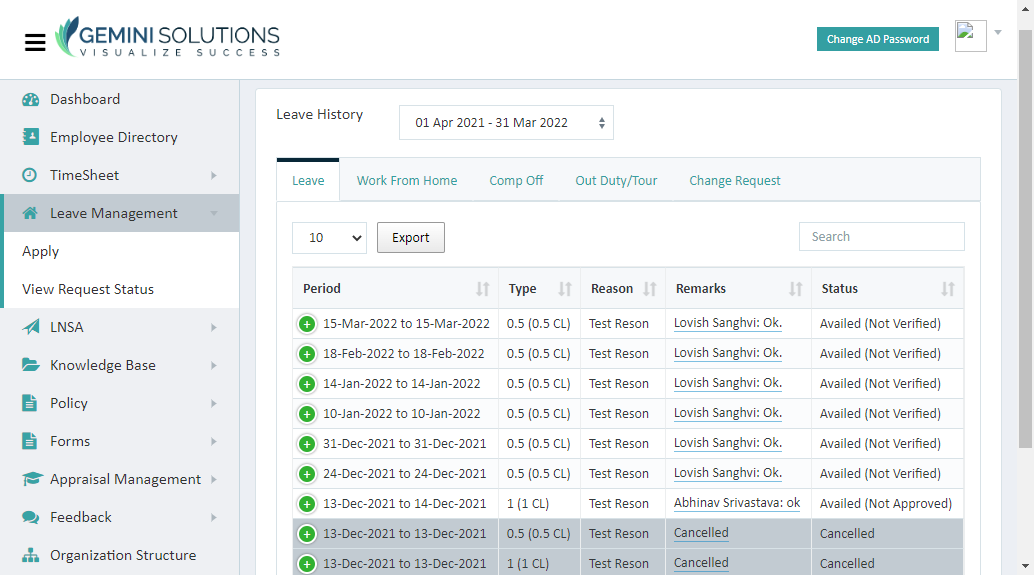 GEMINI SOLUTIONS
VISUALIZE SUCCESS
Change AD Password
Dashboard
Employee Directory
TimeSheet
Leave Management
Apply
View Request Status
LNSA
Knowledge Base
Policy
Forms
Appraisal Management
Feedback
Organization Structure
Leave History 01 Apr 2021 - 31 Mar 2022
Leave Work From Home Comp Off Out Duty/Tour Change Request
10 Export Search
Period Type Reason Remarks Status
15-Mar-2022 to 15-Mar-2022 0.5 (0.5 CL) Test Reson Lovish Sanghvi: Ok. Availed (Not Verified)
18-Feb-2022 to 18-Feb-2022 0.5 (0.5 CL) Test Reson Lovish Sanghvi: Ok. Availed (Not Verified)
14-Jan-2022 to 14-Jan-2022 0.5 (0.5 CL) Test Reson Lovish Sanghvi: Ok. Availed (Not Verified)
10-Jan-2022 to 10-Jan-2022 0.5 (0.5 CL) Test Reson Lovish Sanghvi: Ok. Availed (Not Verified)
31-Dec-2021 to 31-Dec-2021 0.5 (0.5 CL) Test Reson Lovish Sanghvi: Ok. Availed (Not Verified)
24-Dec-2021 to 24-Dec-2021 0.5 (0.5 CL) Test Reson Lovish Sanghvi: Ok. Availed (Not Verified)
13-Dec-2021 to 14-Dec-2021 1 (1 CL) Test Reson Abhinav Srivastava: ok Availed (Not Approved)
13-Dec-2021 to 13-Dec-2021 0.5 (0.5 CL) Test Reson Cancelled Cancelled
13-Dec-2021 to 13-Dec-2021 1 (1 CL) Test Reson Cancelled Cancelled